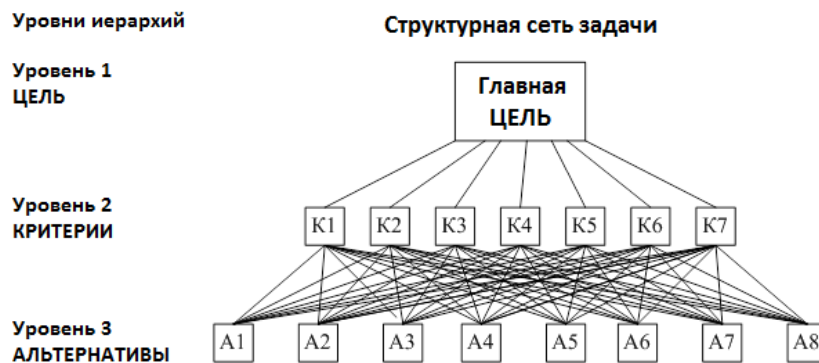 Уровни иерархий
Структурная сеть задачи
Уровень 1
ЦЕЛЬ
Главная
ЦЕЛЬ
Уровень 2
КРИТЕРИИ
К1 К2 К3 К4 К5 К6 К7
Уровень 3
АЛЬТЕРНАТИВЫ
А1 А2 А3 А4 А5 А6 А7 А8